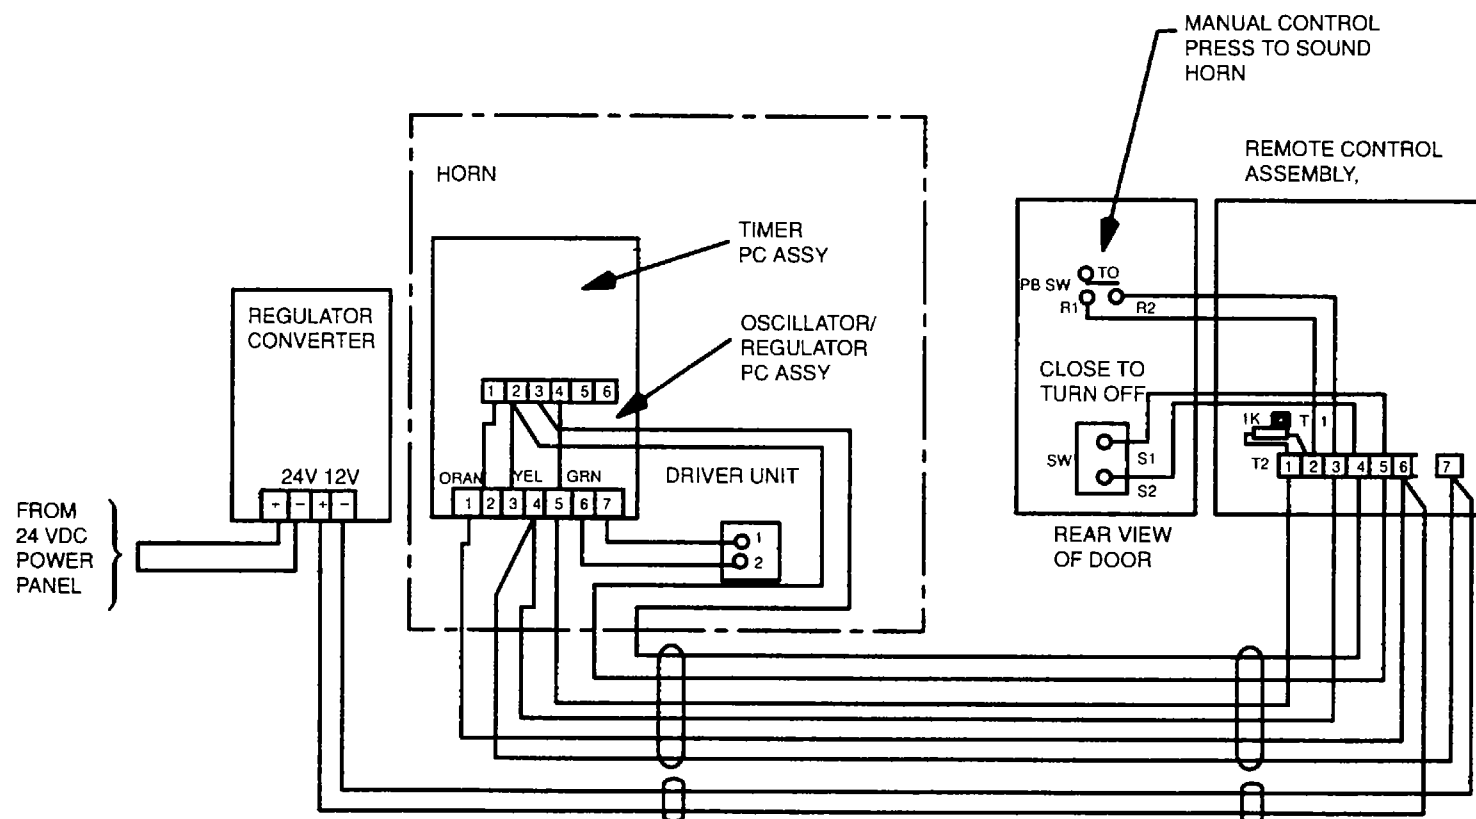 MANUAL CONTROL
PRESS TO SOUND
HORN
REMOTE CONTROL
ASSEMBLY,
HORN
TIMER
PC ASSY
OSCILLATOR/
REGULATOR
PC ASSY
REGULATOR
CONVERTER
24V 12V
+ - + -
FROM
24 VDC
POWER
PANEL
1 2 3 4 5 6
ORAN YEL GRN
1 2 3 4 5 6 7
DRIVER UNIT
1
2
TO
PB SW
R1 R2
CLOSE TO
TURN OFF
SW
S1
S2
REAR VIEW
OF DOOR
1K T 1
T2 1 2 3 4 5 6 7